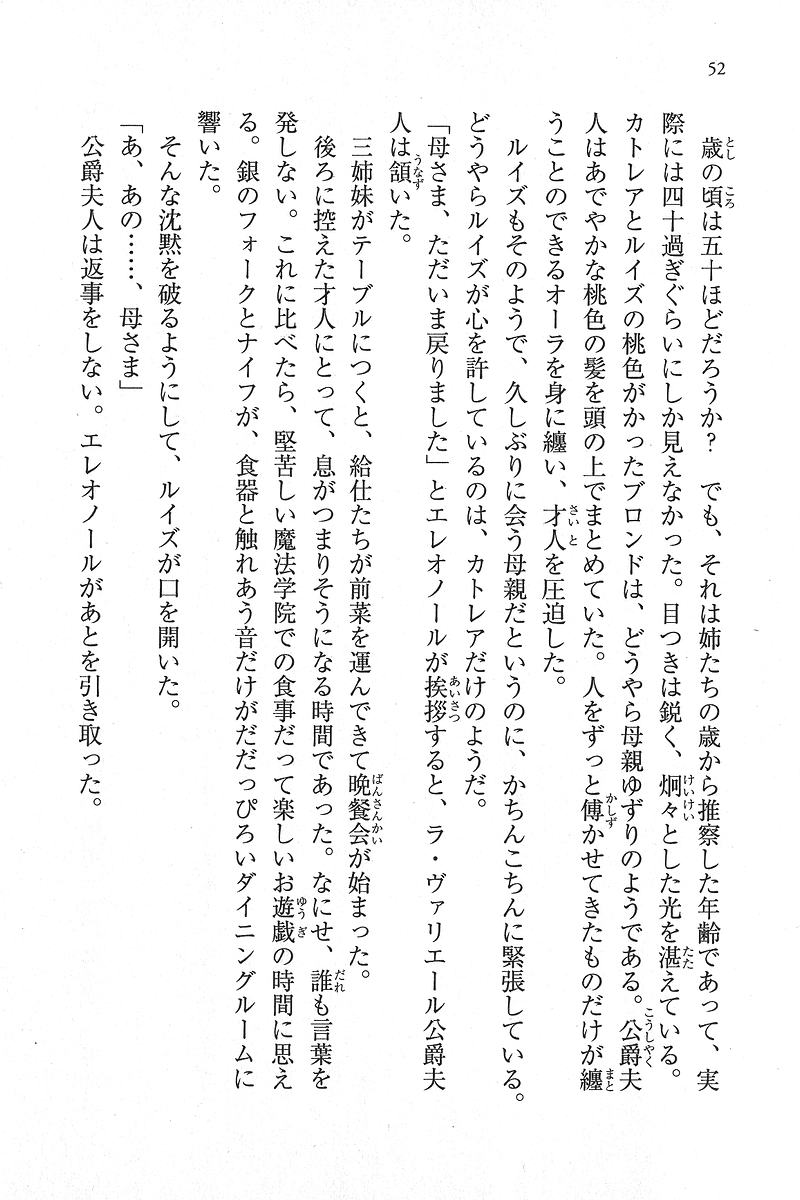 52
歳の頃は五十ほどだろうか？　でも、それは姉たちの歳から推察した年齢であって、実
際には四十過ぎぐらいにしか見えなかった。目つきは鋭く、炯々とした光を湛えている。
カトレアとルイズの桃色がかったブロンドは、どうやら母親ゆずりのようである。公爵夫
人はあでやかな桃色の髪を頭の上でまとめていた。人をずっと傅かせてきたものだけが纏
うことのできるオーラを身に纏い、才人を圧迫した。
ルイズもそのようで、久しぶりに会う母親だというのに、かちんこちんに緊張している。
どうやらルイズが心を許しているのは、カトレアだけのようだ。
「母さま、ただいま戻りました」とエレオノールが挨拶すると、ラ・ヴァリエール公爵夫
人は頷いた。
三姉妹がテーブルにつくと、給仕たちが前菜を運んできて晩餐会が始まった。
後ろに控えた才人にとって、息がつまりそうになる時間であった。なにせ、誰も言葉を
発しない。これに比べたら、堅苦しい魔法学院での食事だって楽しいお遊戯の時間に思え
る。銀のフォークとナイフが、食器と触れあう音だけがだだっぴろいダイニングルームに
響いた。
そんな沈黙を破るようにして、ルイズが口を開いた。
「あ、あの……、母さま」
公爵夫人は返事をしない。エレオノールがあとを引き取った。